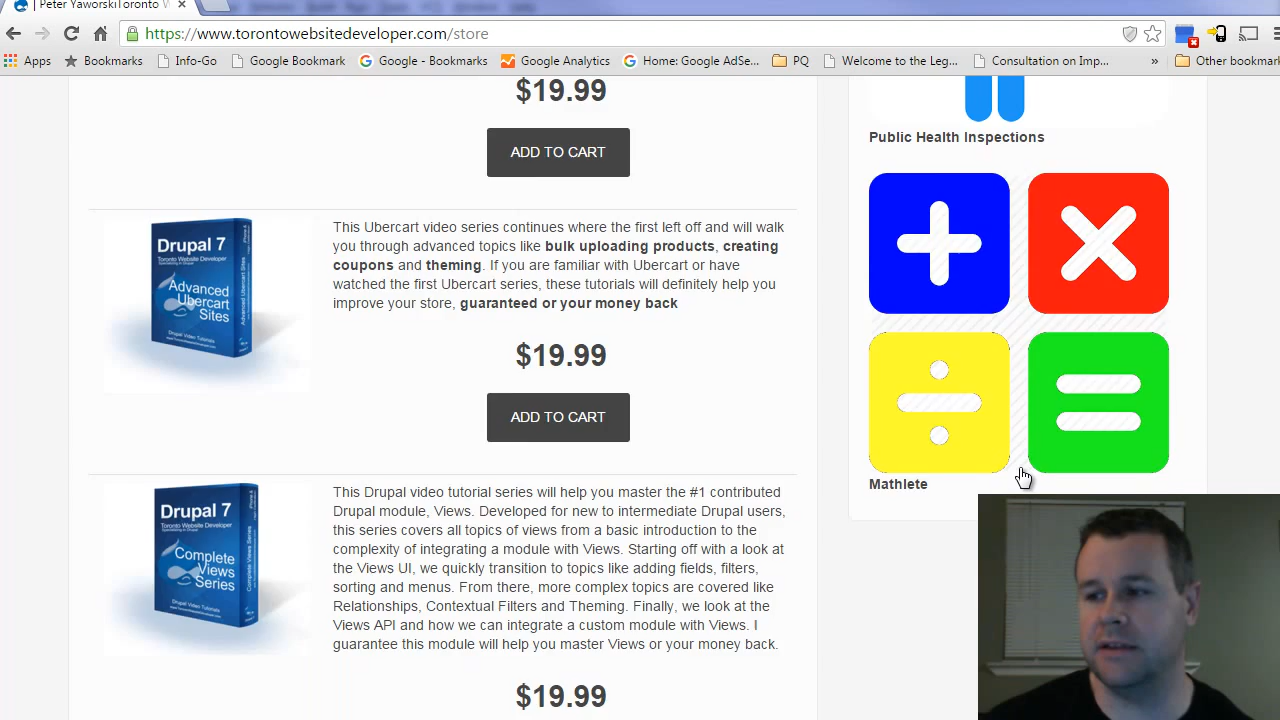 | Peter YaworskiToronto W
https://www.torontowebsitedeveloper.com/store
Apps Bookmarks Info-Go Google Bookmark Google - Bookmarks Google Analytics Home: Google AdSe... PQ Welcome to the Leg... Consultation on Imp... » Other bookmark
$19.99
ADD TO CART
Public Health Inspections
Drupal 7
Toronto Website Developer
Advanced
Ubercart
Sites
Drupal Video Tutorials
This Ubercart video series continues where the first left off and will walk
you through advanced topics like bulk uploading products, creating
coupons and theming. If you are familiar with Ubercart or have
watched the first Ubercart series, these tutorials will definitely help you
improve your store, guaranteed or your money back
$19.99
ADD TO CART
Mathlete
Drupal 7
Toronto Website Developer
Complete
Views
Series
Drupal Video Tutorials
This Drupal video tutorial series will help you master the #1 contributed
Drupal module, Views. Developed for new to intermediate Drupal users,
this series covers all topics of views from a basic introduction to the
complexity of integrating a module with Views. Starting off with a look at
the Views UI, we quickly transition to topics like adding fields, filters,
sorting and menus. From there, more complex topics are covered like
Relationships, Contextual Filters and Theming. Finally, we look at the
Views API and how we can integrate a custom module with Views. I
guarantee this module will help you master Views or your money back.
$19.99